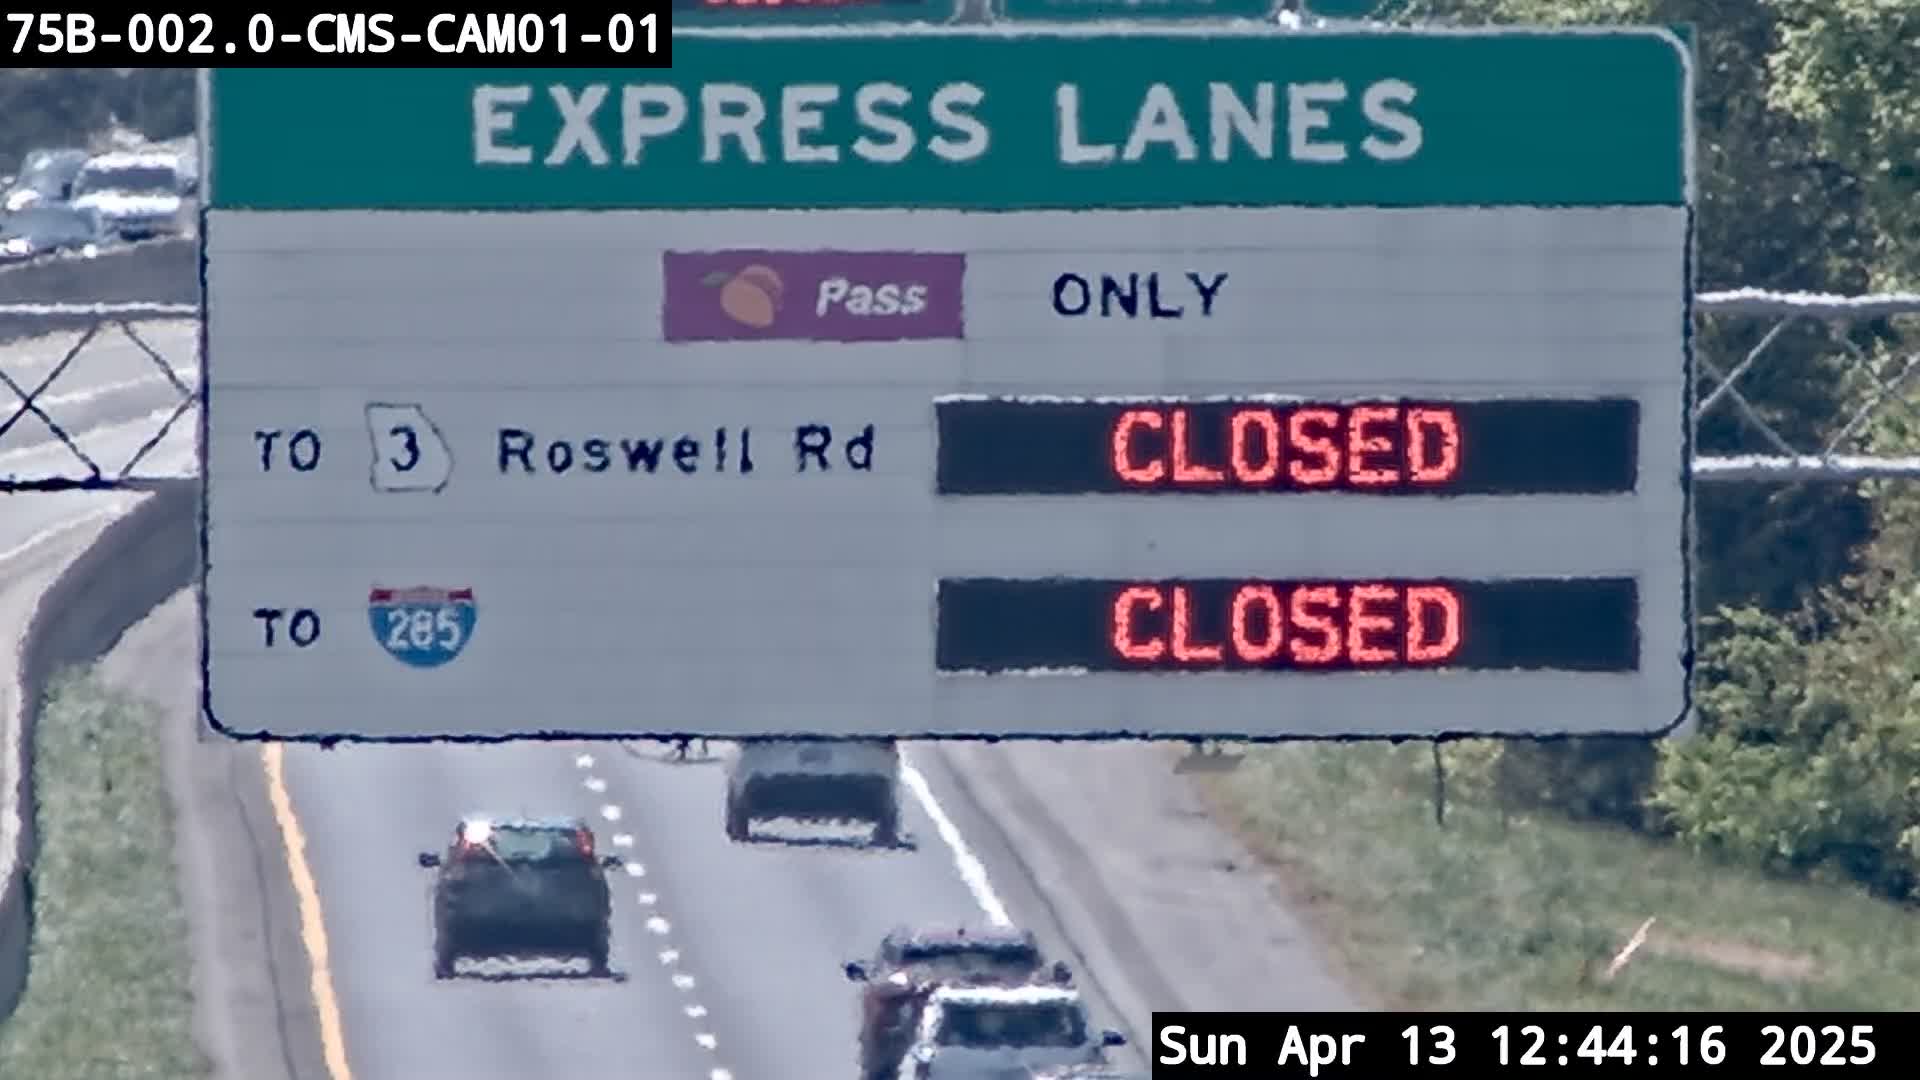 75B-002.0-CMS-CAM01-01
EXPRESS LANES
Pass ONLY
TO 3 Roswell Rd CLOSED
TO 285 CLOSED
Sun Apr 13 12:44:16 2025